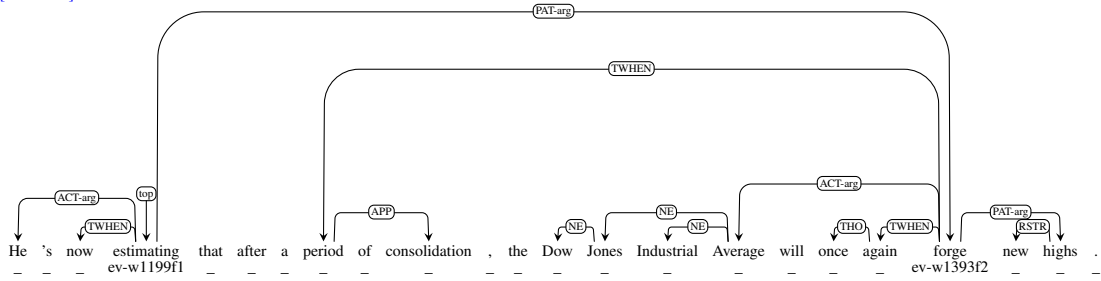 PAT-arg
TWHEN
ACT-arg top APP ACT-arg PAT-arg
TWHEN NE NE NE THO TWHEN RSTR
He 's now estimating that after a period of consolidation , the Dow Jones Industrial Average will once again forge new highs .
_ _ _ ev-w1199f1 _ _ _ _ _ _ _ _ _ _ _ _ _ _ _ ev-w1393f2 _ _ _